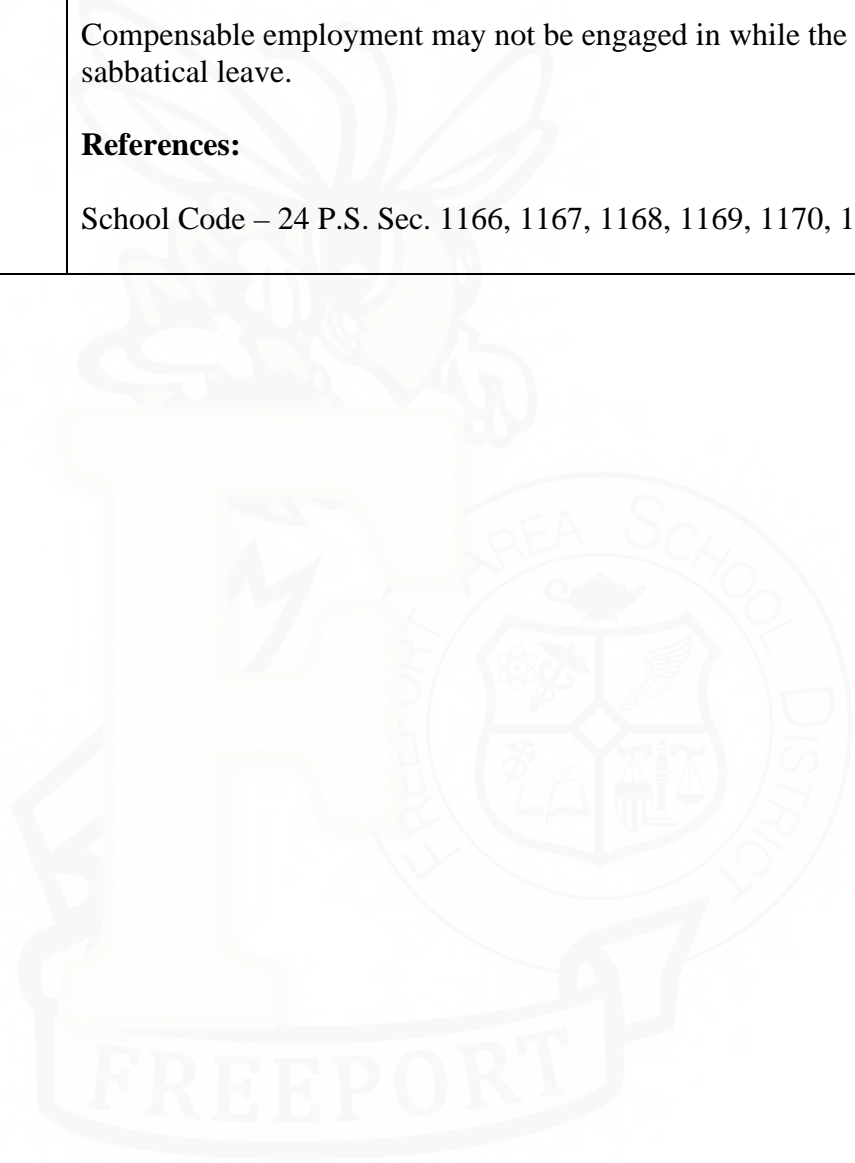 Compensable employment may not be engaged in while the
sabbatical leave.
References:
School Code – 24 P.S. Sec. 1166, 1167, 1168, 1169, 1170, 1
FREEPORT AREA SCHOOL DISTRICT
FREEPORT